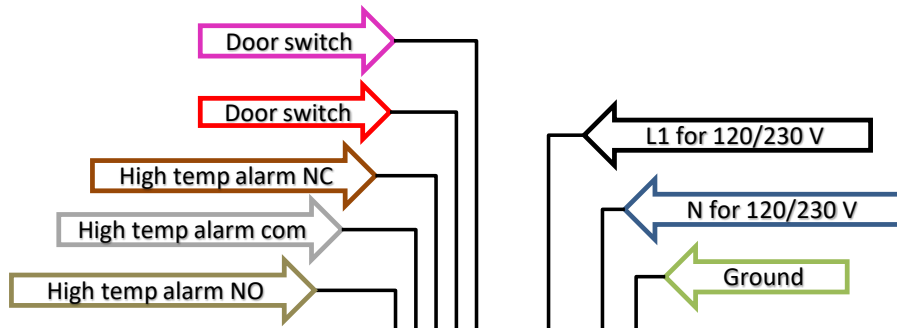 Door switch
Door switch
L1 for 120/230 V
High temp alarm NC
N for 120/230 V
High temp alarm com
Ground
High temp alarm NO